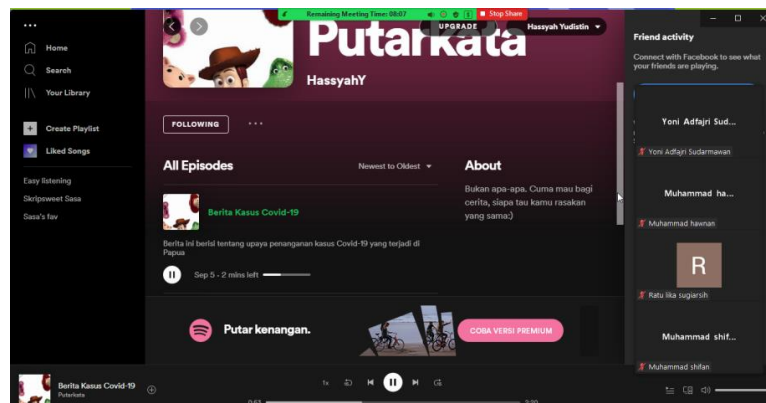 Remaining Meeting Time: 08:07
Stop Share
Home
Search
Your Library
Create Playlist
Liked Songs
Easy listening
Skripsweet Sasa
Sasa's fav
UPGRADE
Hassyah Yudistin
Putarkata
HassyahY
FOLLOWING
All Episodes
Newest to Oldest
Berita Kasus Covid-19
Berita ini berisi tentang upaya penanganan kasus Covid-19 yang terjadi di
Papua
Sep 5 · 2 mins left
About
Bukan apa-apa. Cuma mau bagi
cerita, siapa tau kamu rasakan
yang sama:)
Putar kenangan.
COBA VERSI PREMIUM
Friend activity
Connect with Facebook to see what
your friends are playing.
Yoni Adfajri Sud...
Yoni Adfajri Sudarmawan
Muhammad ha...
Muhammad hawnan
R
Ratu lika sugiarsih
Muhammad shif...
Muhammad shifan
Berita Kasus Covid-19
Putarkata
1x